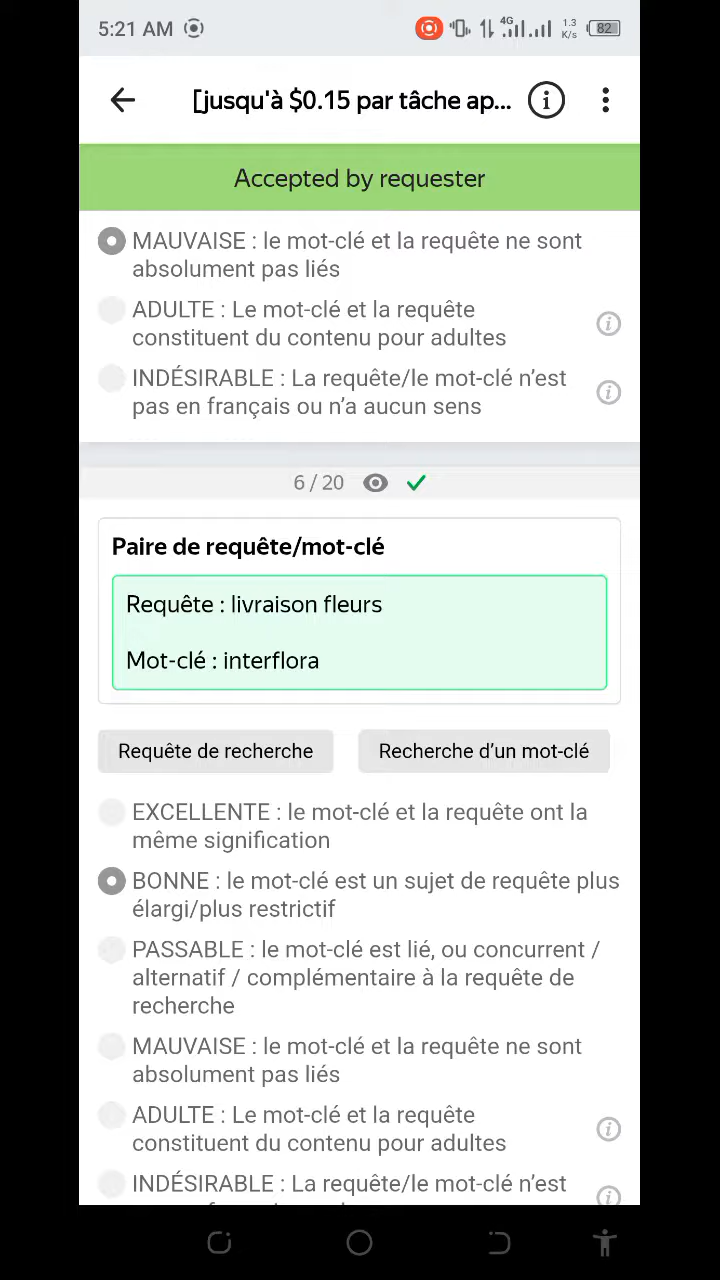 5:21 AM 4G 1.3 K/s 82
[jusqu'à $0.15 par tâche ap...
Accepted by requester
MAUVAISE : le mot-clé et la requête ne sont
absolument pas liés
ADULTE : Le mot-clé et la requête
constituent du contenu pour adultes
INDÉSIRABLE : La requête/le mot-clé n’est
pas en français ou n’a aucun sens
6 / 20
Paire de requête/mot-clé
Requête : livraison fleurs
Mot-clé : interflora
Requête de recherche Recherche d’un mot-clé
EXCELLENTE : le mot-clé et la requête ont la
même signification
BONNE : le mot-clé est un sujet de requête plus
élargi/plus restrictif
PASSABLE : le mot-clé est lié, ou concurrent /
alternatif / complémentaire à la requête de
recherche
MAUVAISE : le mot-clé et la requête ne sont
absolument pas liés
ADULTE : Le mot-clé et la requête
constituent du contenu pour adultes
INDÉSIRABLE : La requête/le mot-clé n’est